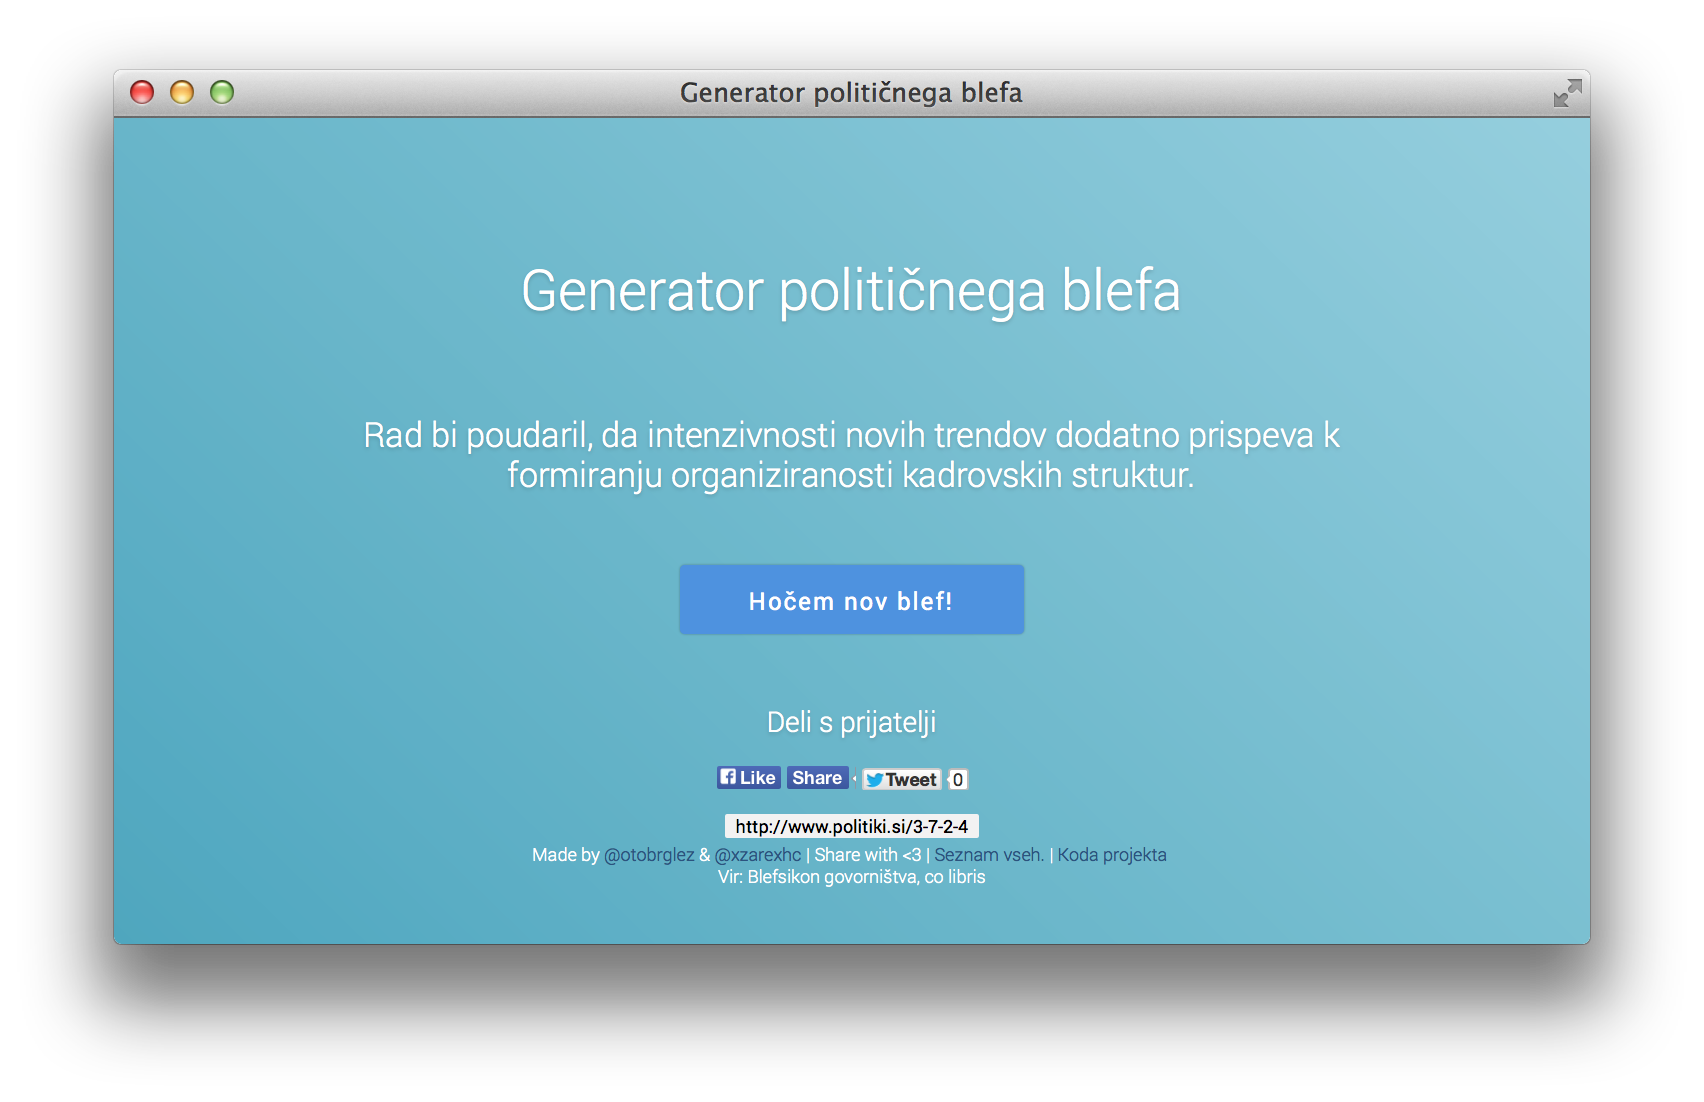 Generator političnega blefa
Generator političnega blefa
Rad bi poudaril, da intenzivnosti novih trendov dodatno prispeva k
formiranju organiziranosti kadrovskih struktur.
Hočem nov blef!
Deli s prijatelji
Like Share Tweet 0
http://www.politiki.si/3-7-2-4
Made by @otobrglez & @xzarexhc | Share with <3 | Seznam vseh. | Koda projekta
Vir: Blefsikon govorništva, co libris